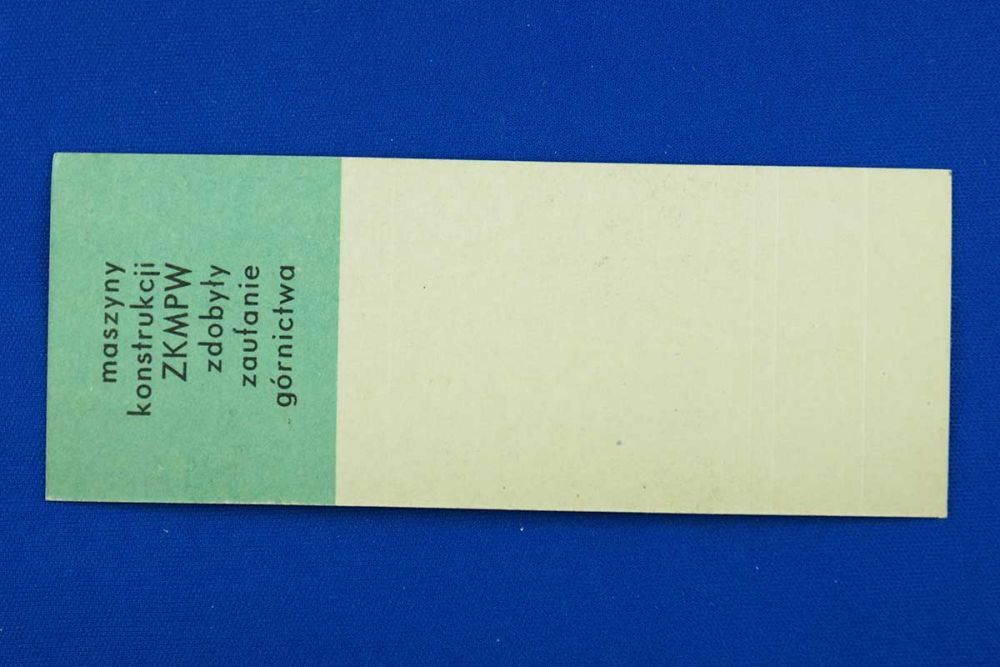 maszyny
konstrukcji
ZKMPW
zdobyły
zaufanie
górnictwa